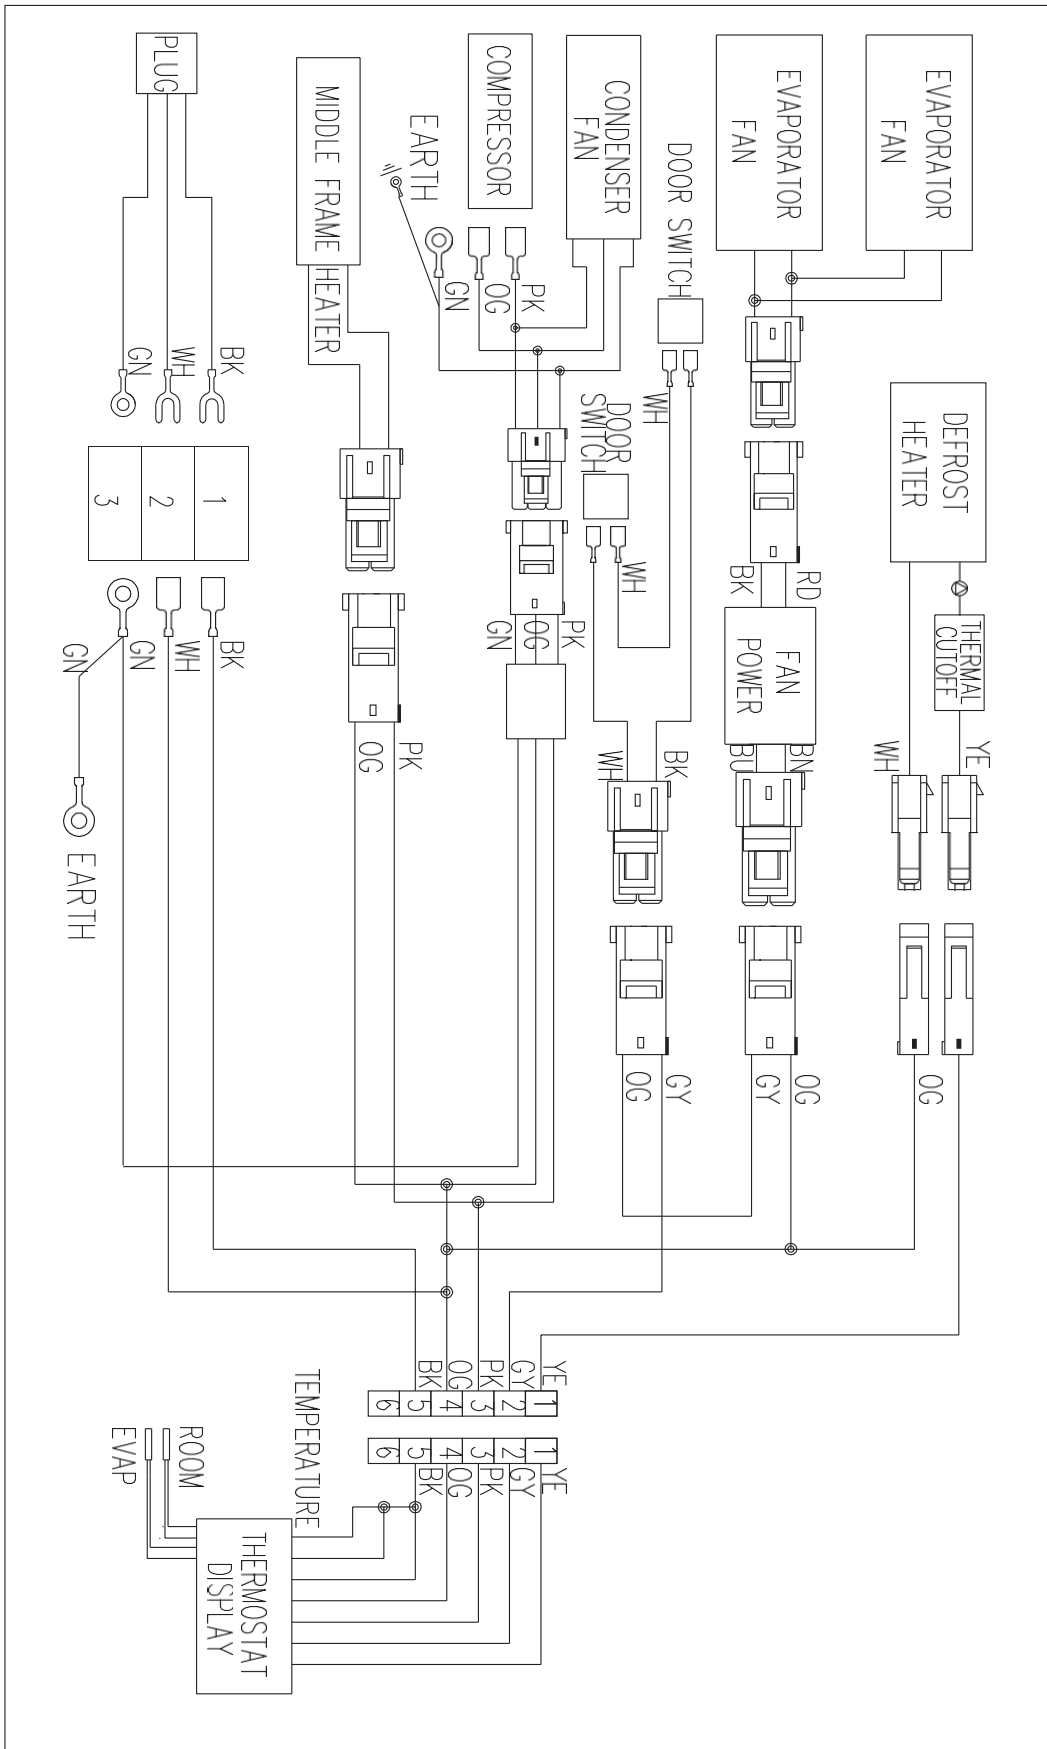 PLUG
GN
WH
BK
3
2
1
GN
GN
WH
BK
EARTH
MIDDLE FRAME HEATER
OG
PK
EARTH
COMPRESSOR
GN
OG
PK
CONDENSER
FAN
GN
OG
PK
DOOR SWITCH
WH
DOOR
SWITCH
WH
WH
BK
OG
GY
EVAPORATOR
FAN
EVAPORATOR
FAN
BK
RD
FAN
POWER
BU
BN
GY
OG
DEFROST
HEATER
THERMAL
CUTOFF
WH
YE
OG
BK
OG
PK
GY
YE
6
5
4
3
2
1
6
5
4
3
2
1
BK
OG
PK
GY
YE
TEMPERATURE
ROOM
EVAP
THERMOSTAT
DISPLAY